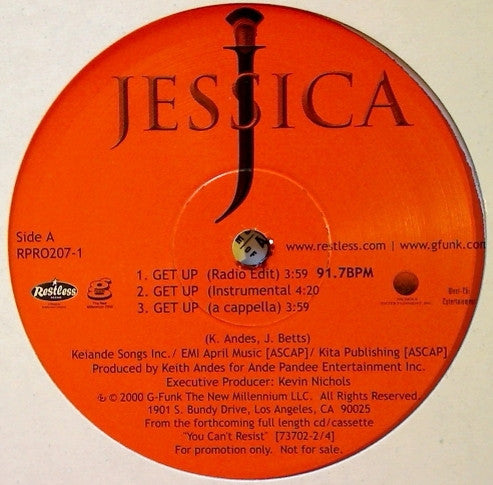 JESSICA
Side A
RPRO207-1
www.restless.com | www.gfunk.com
1. GET UP (Radio Edit) 3:59 91.7BPM
2. GET UP (Instrumental 4:20
3. GET UP (a cappella) 3:59
Restless
(K. Andes, J. Betts)
Keiande Songs Inc./ EMI April Music [ASCAP]/ Kita Publishing [ASCAP]
Produced by Keith Andes for Ande Pandee Entertainment Inc.
Executive Producer: Kevin Nichols
℗ © 2000 G-Funk The New Millennium LLC. All Rights Reserved.
1901 S. Bundy Drive, Los Angeles, CA 90025
From the forthcoming full length cd/cassette
"You Can't Resist" [73702-2/4]
For promotion only. Not for sale.